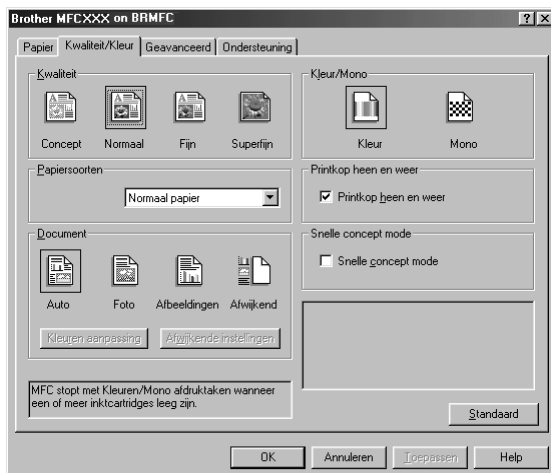 Brother MFCXXX on BRMFC
Papier Kwaliteit/Kleur Geavanceerd Ondersteuning
Kwaliteit
Concept Normaal Fijn Superfijn
Kleur/Mono
Kleur Mono
Papiersoorten
Normaal papier
Printkop heen en weer
Printkop heen en weer
Document
Auto Foto Afbeeldingen Afwijkend
Kleuren aanpassing Afwijkende instellingen
Snelle concept mode
Snelle concept mode
MFC stopt met Kleuren/Mono afdruktaken wanneer
een of meer inktcartridges leeg zijn.
Standaard
OK Annuleren Toepassen Help